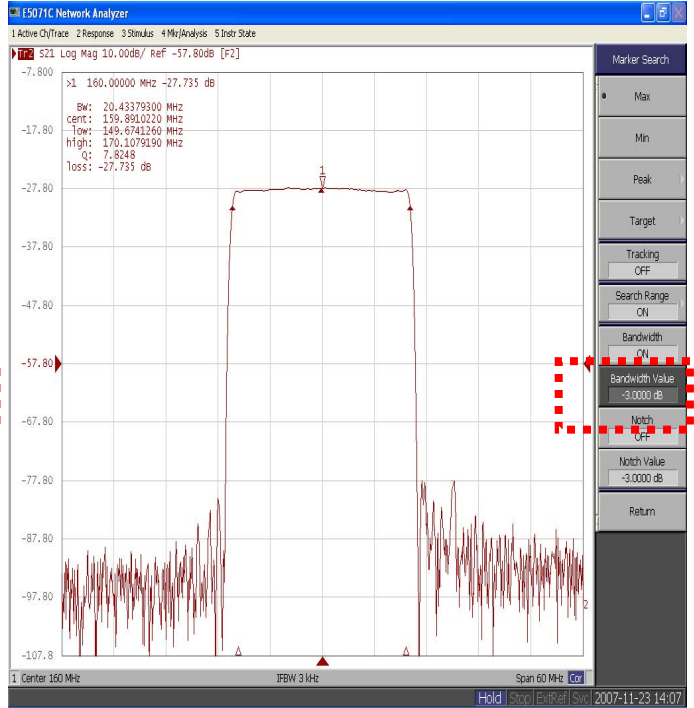 E5071C Network Analyzer
1 Active Ch/Trace 2 Response 3 Stimulus 4 Mkr/Analysis 5 Instr State
Tr2 S21 Log Mag 10.00dB/ Ref -57.80dB [F2]
-7.800
>1 160.00000 MHz -27.735 dB
BW: 20.43379300 MHz
cent: 159.8910220 MHz
low: 149.6741260 MHz
high: 170.1079190 MHz
Q: 7.8248
loss: -27.735 dB
1
-17.80
-27.80
-37.80
-47.80
-57.80
-67.80
-77.80
-87.80
-97.80
2
-107.8
1 Center 160 MHz IFBW 3 kHz Span 60 MHz Cor
Marker Search
Max
Min
Peak
Target
Tracking
OFF
Search Range
ON
Bandwidth
ON
Bandwidth Value
-3.0000 dB
Notch
OFF
Notch Value
-3.0000 dB
Return
Hold Stop ExtRef Svc 2007-11-23 14:07